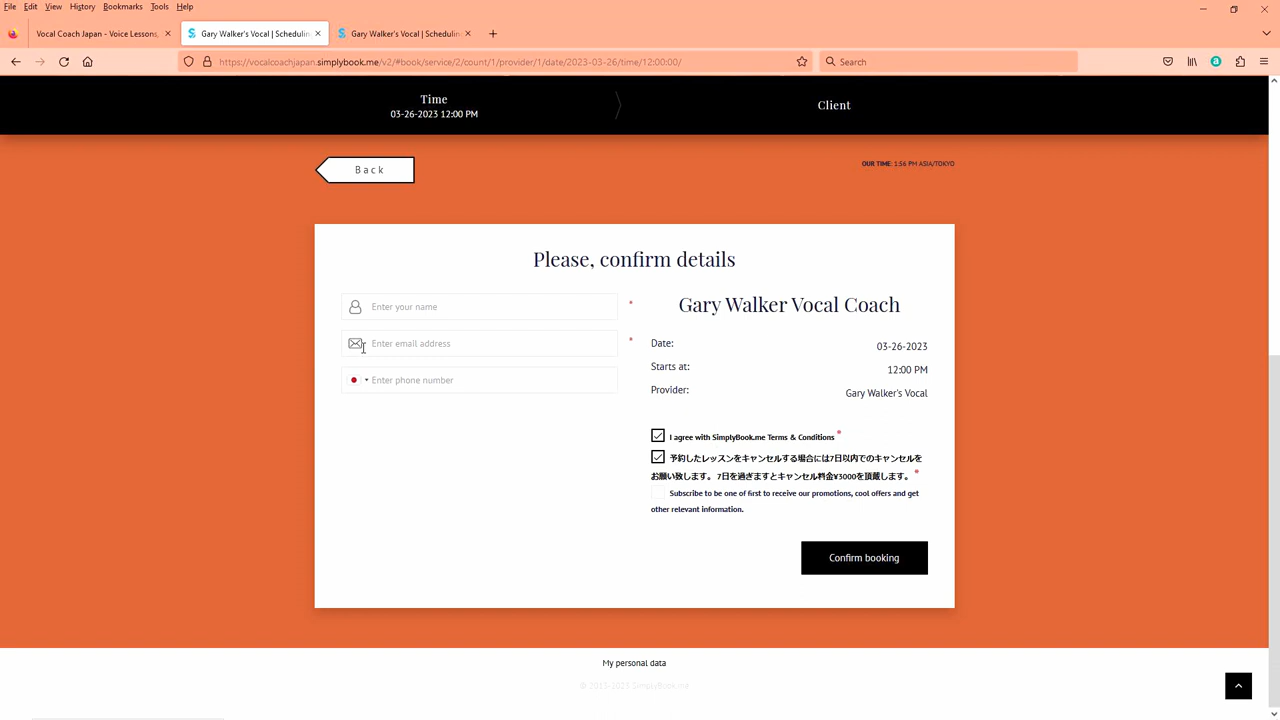 File Edit View History Bookmarks Tools Help
Vocal Coach Japan - Voice Lessons,
Gary Walker's Vocal | Schedulin
Gary Walker's Vocal | Schedulin
https://vocalcoachjapan.simplybook.me/v2/#book/service/2/count/1/provider/1/date/2023-03-26/time/12:00:00/
Search
Time
03-26-2023 12:00 PM
Client
Back
OUR TIME: 1:56 PM ASIA/TOKYO
Please, confirm details
Enter your name *
Enter email address *
Enter phone number
Gary Walker Vocal Coach
Date: 03-26-2023
Starts at: 12:00 PM
Provider: Gary Walker's Vocal
I agree with SimplyBook.me Terms & Conditions *
予約したレッスンをキャンセルする場合には7日以内でのキャンセルを
お願い致します。 7日を過ぎますとキャンセル料金¥3000を頂戴します。 *
Subscribe to be one of first to receive our promotions, cool offers and get
other relevant information.
Confirm booking
My personal data
© 2013-2023 SimplyBook.me